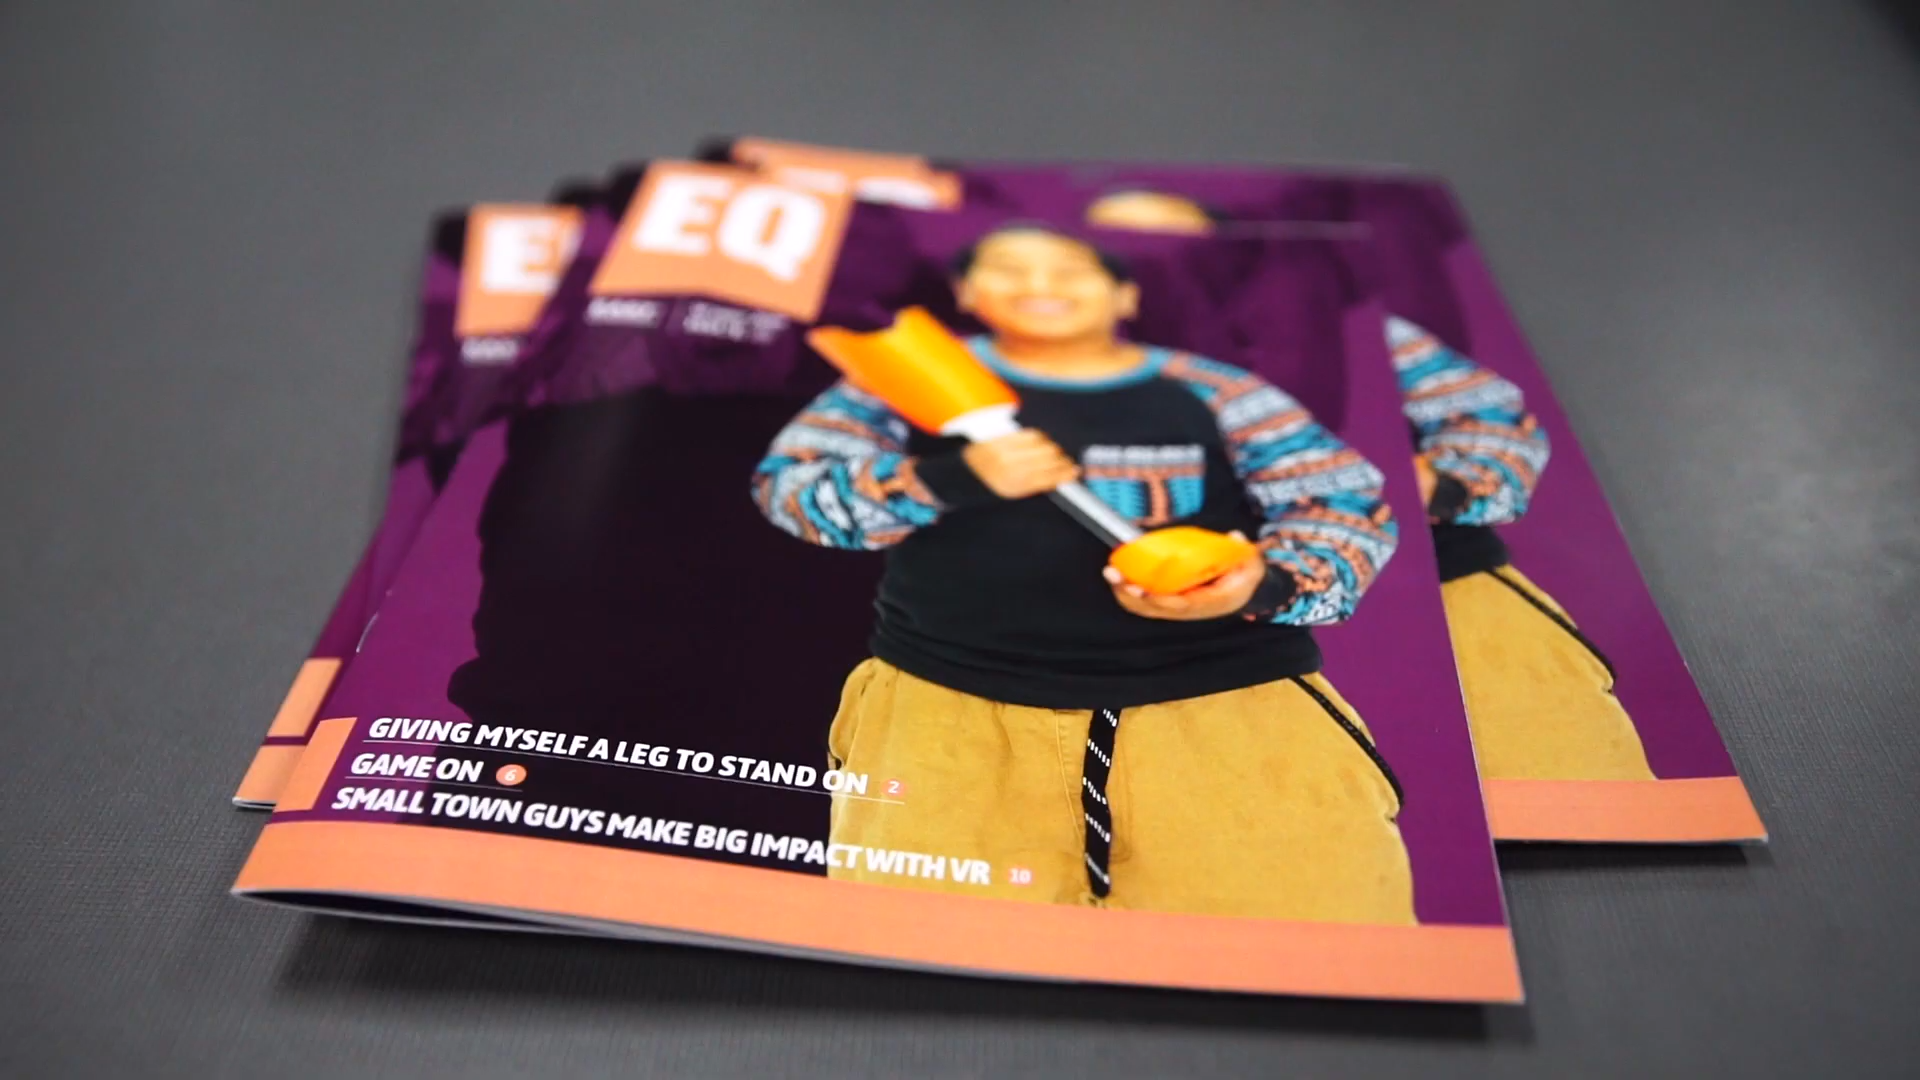 EQ
GIVING MYSELF A LEG TO STAND ON 2
GAME ON 6
SMALL TOWN GUYS MAKE BIG IMPACT WITH VR 10